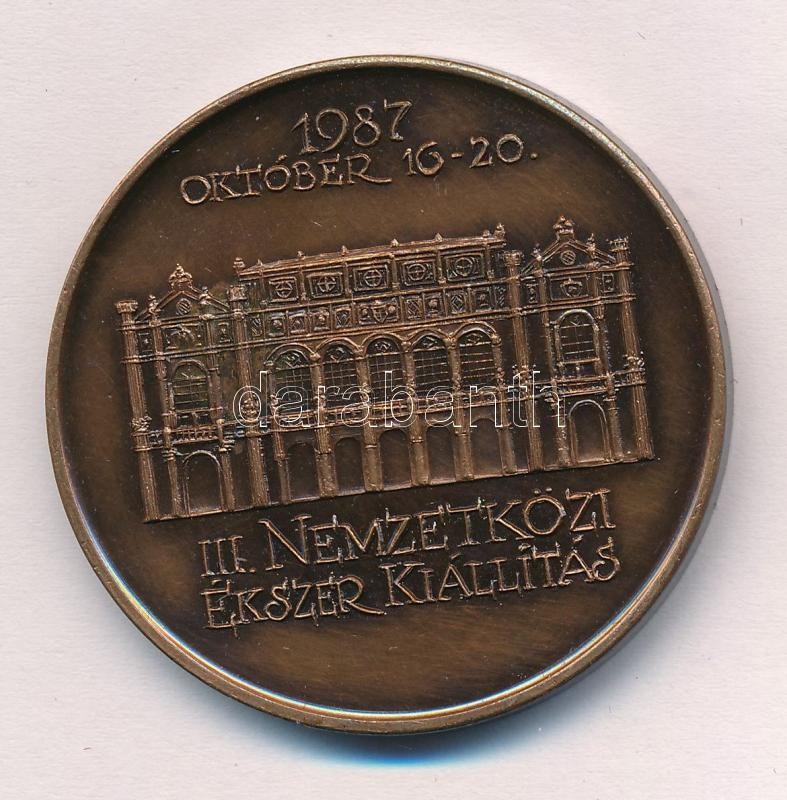 1987
OKTÓBER 16-20.
darabanth
III. NEMZETKÖZI
ÉKSZER KIÁLLÍTÁS